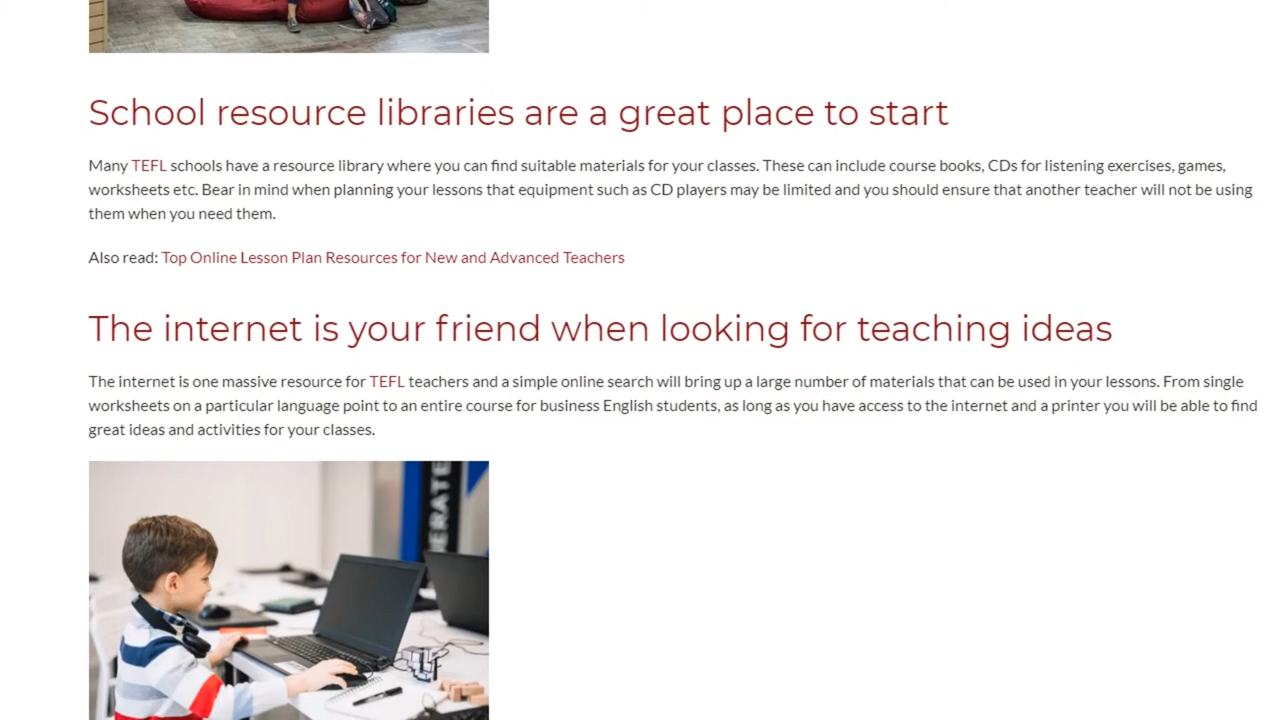 School resource libraries are a great place to start
Many TEFL schools have a resource library where you can find suitable materials for your classes. These can include course books, CDs for listening exercises, games,
worksheets etc. Bear in mind when planning your lessons that equipment such as CD players may be limited and you should ensure that another teacher will not be using
them when you need them.
Also read: Top Online Lesson Plan Resources for New and Advanced Teachers
The internet is your friend when looking for teaching ideas
The internet is one massive resource for TEFL teachers and a simple online search will bring up a large number of materials that can be used in your lessons. From single
worksheets on a particular language point to an entire course for business English students, as long as you have access to the internet and a printer you will be able to find
great ideas and activities for your classes.
ERATE